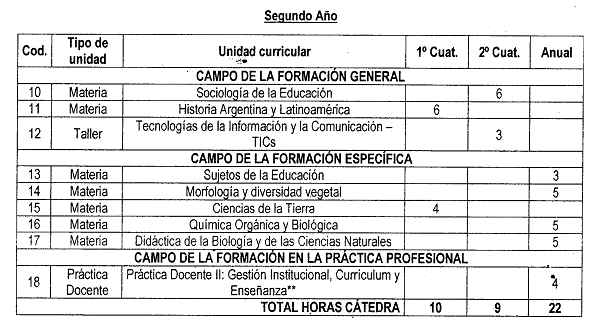 Segundo Año
Cod. Tipo de unidad Unidad curricular 1º Cuat. 2º Cuat. Anual
CAMPO DE LA FORMACIÓN GENERAL
10 Materia Sociología de la Educación 6
11 Materia Historia Argentina y Latinoamérica 6
12 Taller Tecnologías de la Información y la Comunicación – TICs 3
CAMPO DE LA FORMACIÓN ESPECÍFICA
13 Materia Sujetos de la Educación 3
14 Materia Morfología y diversidad vegetal 5
15 Materia Ciencias de la Tierra 4
16 Materia Química Orgánica y Biológica 5
17 Materia Didáctica de la Biología y de las Ciencias Naturales 5
CAMPO DE LA FORMACIÓN EN LA PRÁCTICA PROFESIONAL
18 Práctica Docente Práctica Docente II: Gestión Institucional, Curriculum y Enseñanza** 4
TOTAL HORAS CÁTEDRA 10 9 22